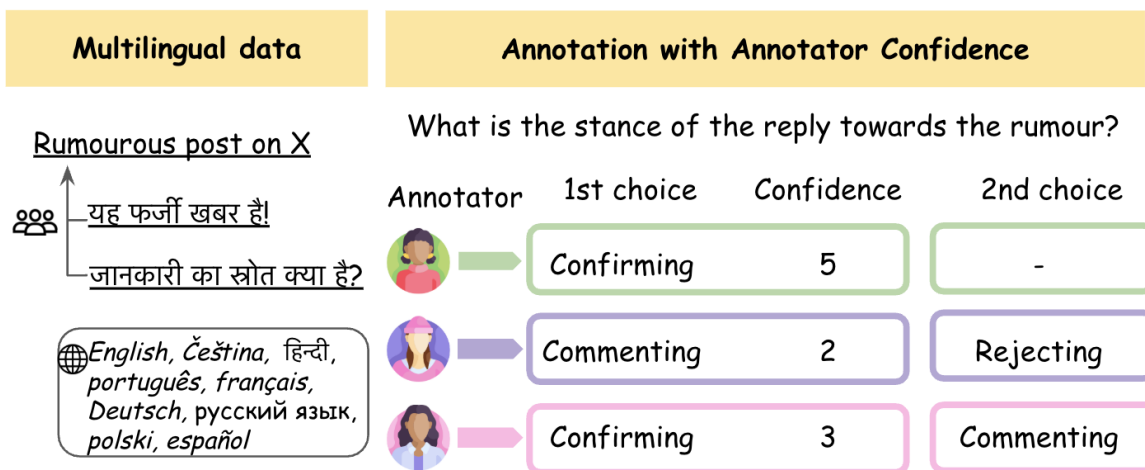 Multilingual data
Rumourous post on X
यह फर्जी खबर है!
जानकारी का स्रोत क्या है?
English, Čeština, हिन्दी,
português, français,
Deutsch, русский язык,
polski, español
Annotation with Annotator Confidence
What is the stance of the reply towards the rumour?
Annotator 1st choice Confidence 2nd choice
Confirming 5 -
Commenting 2 Rejecting
Confirming 3 Commenting